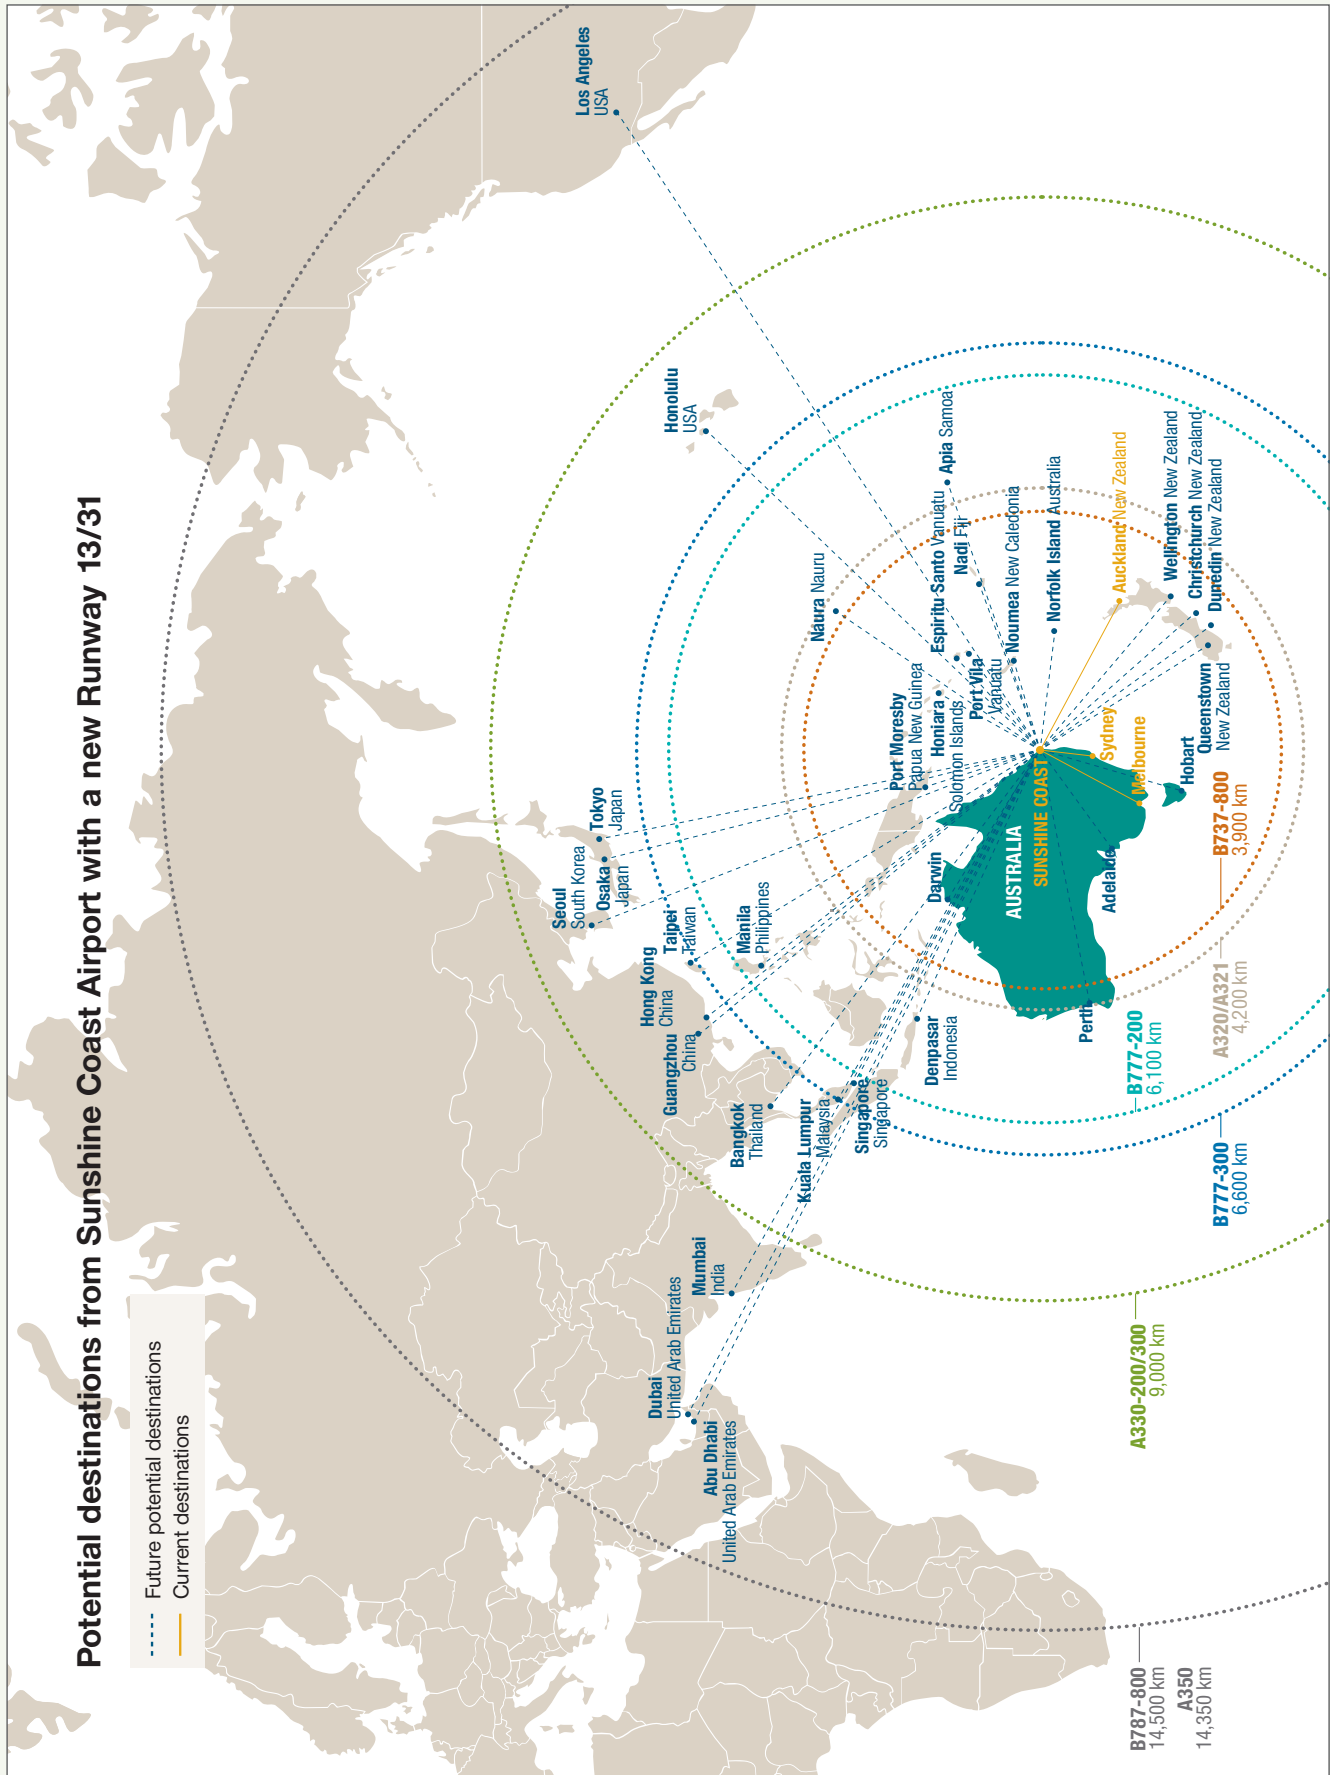 Potential destinations from Sunshine Coast Airport with a new Runway 13/31
Future potential destinations
Current destinations
Los Angeles
USA
Honolulu
USA
Seoul
South Korea
Osaka
Japan
Tokyo
Japan
Taipei
Taiwan
Hong Kong
China
Guangzhou
China
Manila
Philippines
Bangkok
Thailand
Kuala Lumpur
Malaysia
Singapore
Singapore
Mumbai
India
Dubai
United Arab Emirates
Abu Dhabi
United Arab Emirates
Denpasar
Indonesia
Darwin
Port Moresby
Papua New Guinea
Honiara
Solomon Islands
Naura Nauru
Espiritu Santo Vanuatu
Port Vila
Vanuatu
Apia Samoa
Nadi Fiji
Noumea New Caledonia
Norfolk Island Australia
Auckland New Zealand
Wellington New Zealand
Christchurch New Zealand
Dunedin New Zealand
Queenstown
New Zealand
AUSTRALIA
SUNSHINE COAST
Sydney
Melbourne
Hobart
Adelaide
Perth
B737-800
3,900 km
A320/A321
4,200 km
B777-200
6,100 km
B777-300
6,600 km
A330-200/300
9,000 km
B787-800
14,500 km
A350
14,350 km